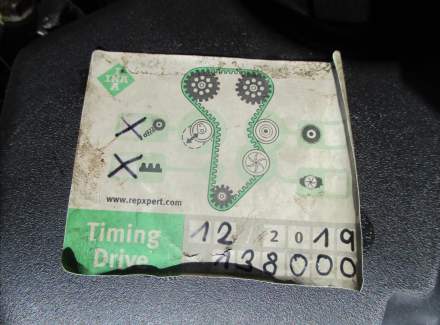 INA
www.repxpert.com
Timing 12 2019
Drive 138000